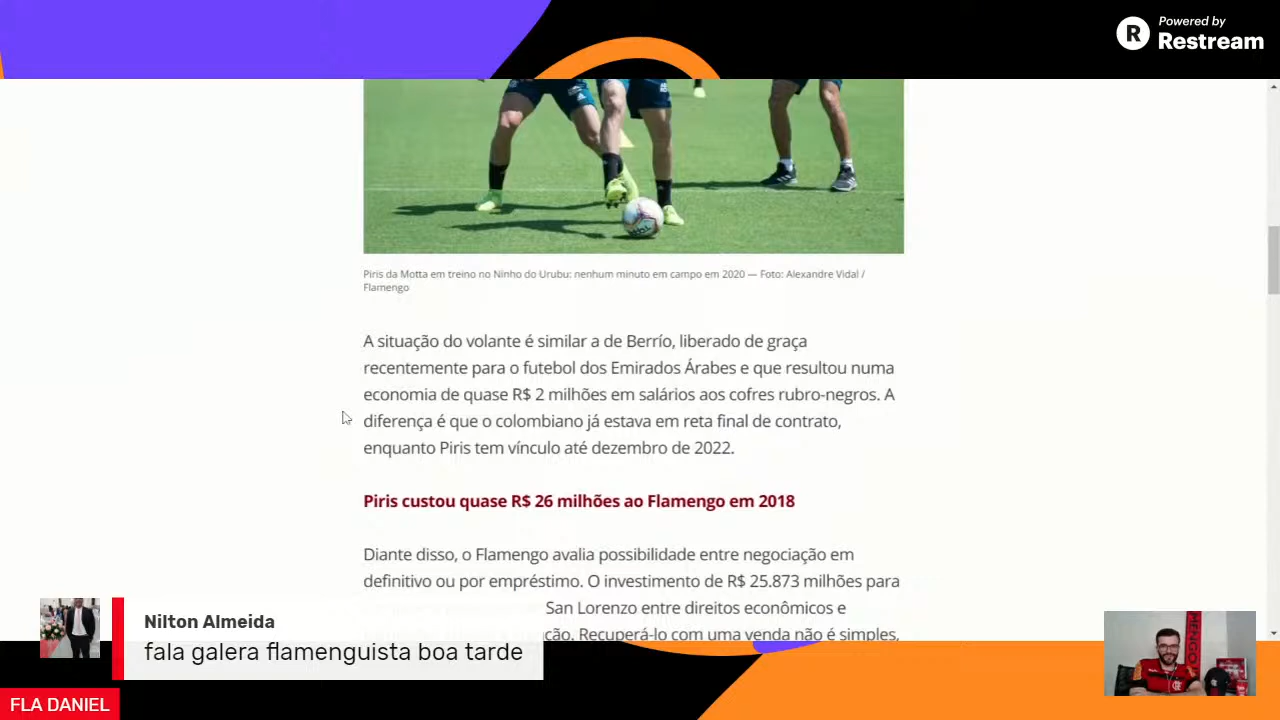 Powered by
R Restream
Piris da Motta em treino no Ninho do Urubu: nenhum minuto em campo em 2020 — Foto: Alexandre Vidal /
Flamengo
A situação do volante é similar a de Berrío, liberado de graça
recentemente para o futebol dos Emirados Árabes e que resultou numa
economia de quase R$ 2 milhões em salários aos cofres rubro-negros. A
diferença é que o colombiano já estava em reta final de contrato,
enquanto Piris tem vínculo até dezembro de 2022.
Piris custou quase R$ 26 milhões ao Flamengo em 2018
Diante disso, o Flamengo avalia possibilidade entre negociação em
definitivo ou por empréstimo. O investimento de R$ 25.873 milhões para
San Lorenzo entre direitos econômicos e
ção. Recuperá-lo com uma venda não é simples,
Nilton Almeida
fala galera flamenguista boa tarde
MENGO
FLA DANIEL